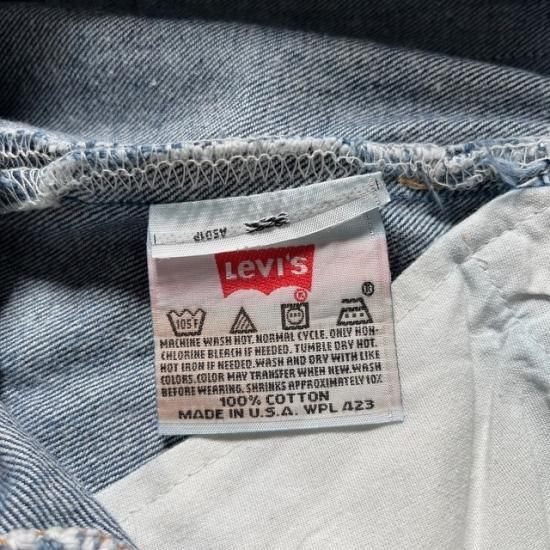 A501P
Levi's
®
®
105F
MACHINE WASH HOT. NORMAL CYCLE. ONLY NON-
CHLORINE BLEACH IF NEEDED. TUMBLE DRY HOT.
HOT IRON IF NEEDED. WASH AND DRY WITH LIKE
COLORS. COLOR MAY TRANSFER WHEN NEW. WASH
BEFORE WEARING. SHRINKS APPROXIMATELY 10%
100% COTTON
MADE IN U.S.A. WPL 423